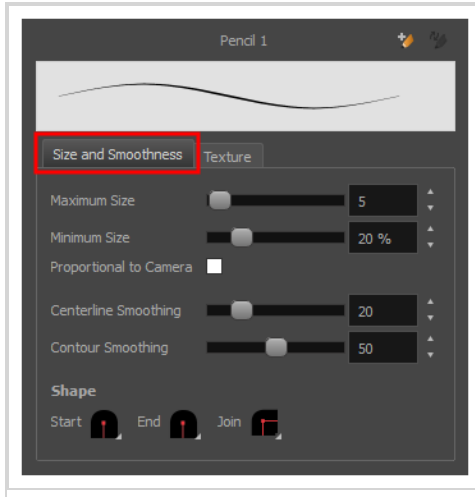 Pencil 1
Size and Smoothness Texture
Maximum Size 5
Minimum Size 20 %
Proportional to Camera
Centerline Smoothing 20
Contour Smoothing 50
Shape
Start End Join